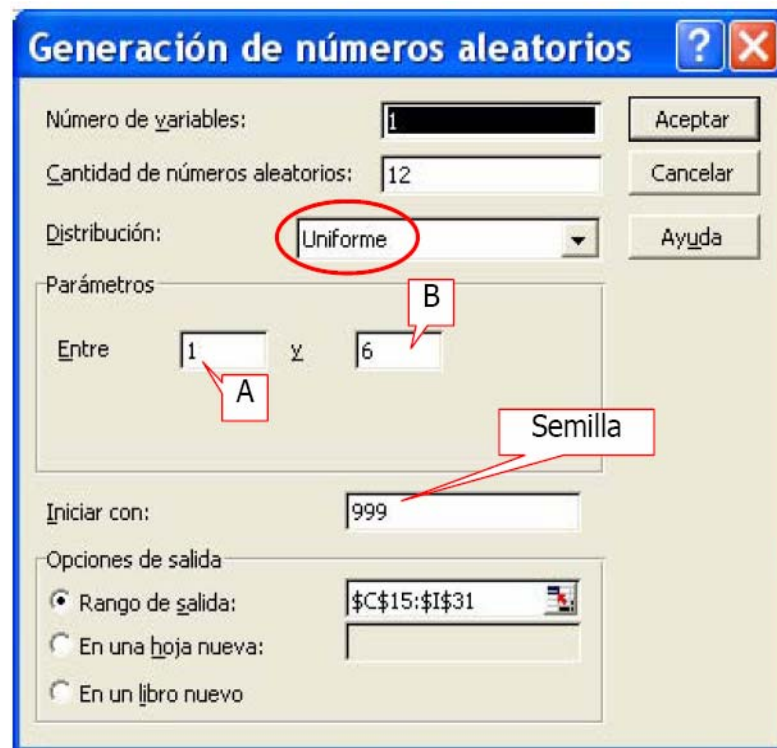 Generación de números aleatorios
Número de variables: 1 Aceptar
Cantidad de números aleatorios: 12 Cancelar
Distribución: Uniforme Ayuda
Parámetros
B
Entre 1 y 6
A
Semilla
Iniciar con: 999
Opciones de salida
Rango de salida: $C$15:$I$31
En una hoja nueva:
En un libro nuevo